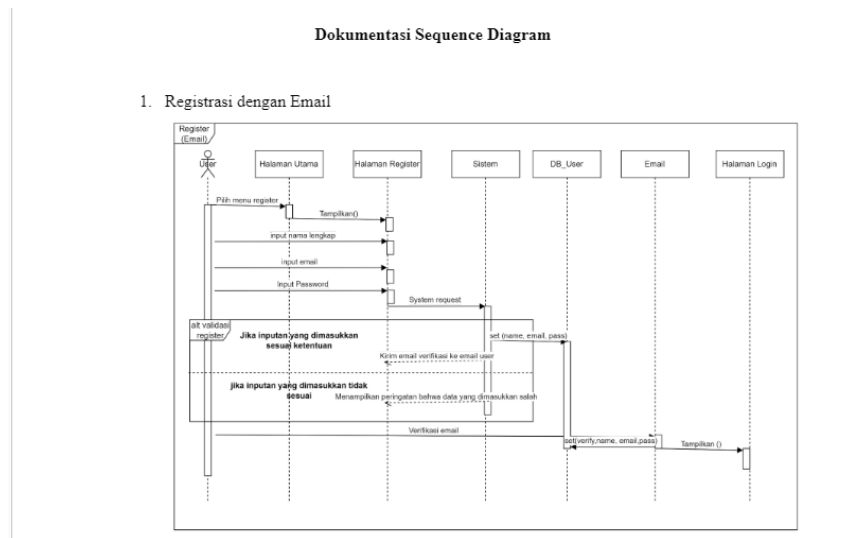 Dokumentasi Sequence Diagram
1. Registrasi dengan Email
Register
(Email)
User
Halaman Utama
Halaman Register
Sistem
DB_User
Email
Halaman Login
Pilih menu register
Tampilkan()
input nama lengkap
input email
Input Password
System request
alt validasi
register
Jika inputan yang dimasukkan
sesuai ketentuan
set (name, email, pass)
Kirim email verifikasi ke email user
jika inputan yang dimasukkan tidak
sesuai
Menampilkan peringatan bahwa data yang dimasukkan salah
Verifikasi email
set(verify,name, email,pass)
Tampilkan ()